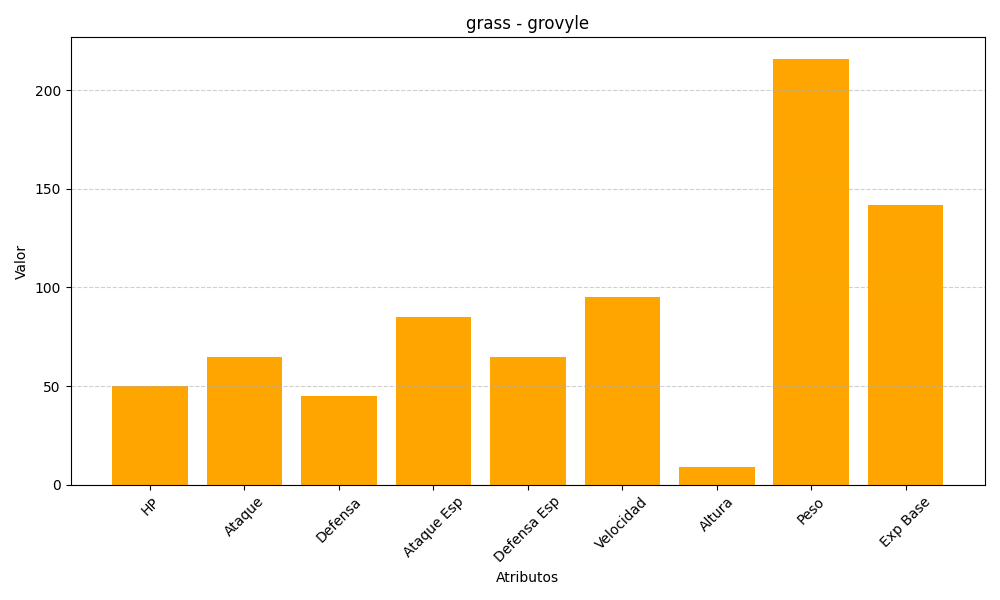 grass - grovyle
Valor
200
150
100
50
0
HP
Ataque
Defensa
Ataque Esp
Defensa Esp
Velocidad
Altura
Peso
Exp Base
Atributos